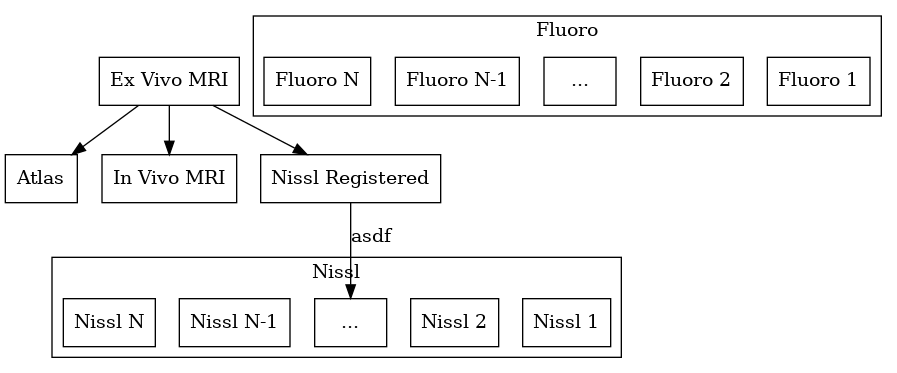 Fluoro
Ex Vivo MRI
Fluoro N
Fluoro N-1
...
Fluoro 2
Fluoro 1
Atlas
In Vivo MRI
Nissl Registered
asdf
Nissl
Nissl N
Nissl N-1
...
Nissl 2
Nissl 1